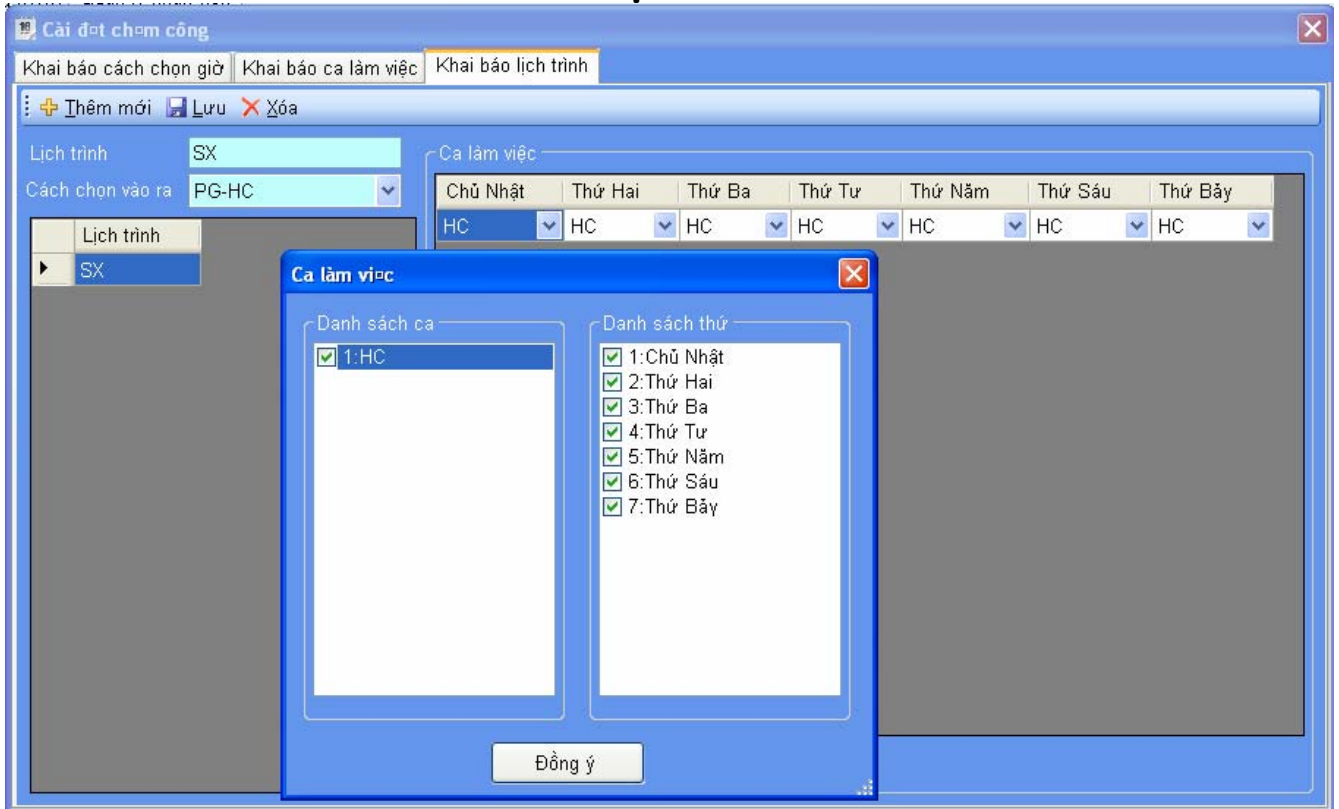 Cài đ¤t ch¤m công
Khai báo cách chọn giờ Khai báo ca làm việc Khai báo lịch trình
Thêm mới Lưu Xóa
Lịch trình SX
Cách chọn vào ra PG-HC
Ca làm việc
Chủ Nhật Thứ Hai Thứ Ba Thứ Tư Thứ Năm Thứ Sáu Thứ Bảy
HC HC HC HC HC HC HC
Lịch trình
SX
Ca làm vi¤c
Danh sách ca
1:HC
Danh sách thứ
1:Chủ Nhật
2:Thứ Hai
3:Thứ Ba
4:Thứ Tư
5:Thứ Năm
6:Thứ Sáu
7:Thứ Bảy
Đồng ý